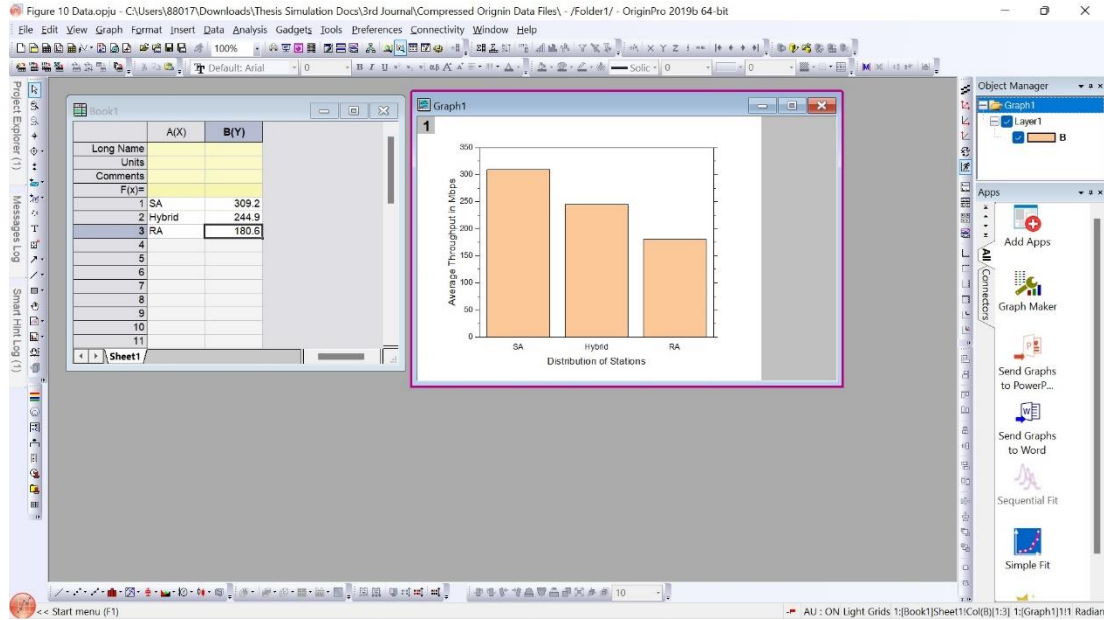 Figure 10 Data.opju - C:\Users\88017\Downloads\Thesis Simulation Docs\3rd Journal\Compressed Orignin Data Files\ - /Folder1/ - OriginPro 2019b 64-bit
File Edit View Graph Format Insert Data Analysis Gadgets Tools Preferences Connectivity Window Help
100%
Default: Arial 0 B I U Solic 0 0
Project Explorer (1)
Messages Log
Smart Hint Log (1)
Book1
A(X) B(Y)
Long Name
Units
Comments
F(x)=
1 SA 309.2
2 Hybrid 244.9
3 RA 180.6
4
5
6
7
8
9
10
11
Sheet1
Graph1
1
350
300
250
200
150
100
50
0
Average Throughput in Mbps
SA Hybrid RA
Distribution of Stations
Object Manager
Graph1
Layer1
B
Apps
All
Connectors
Add Apps
Graph Maker
Send Graphs
to PowerP...
Send Graphs
to Word
Sequential Fit
Simple Fit
10
<< Start menu (F1)
AU : ON Light Grids 1:[Book1]Sheet1!Col(B)[1:3] 1:[Graph1]1!1 Radian